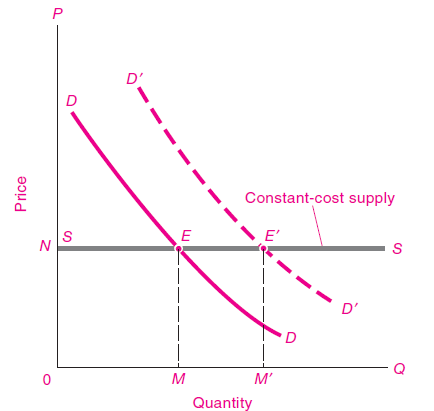 P
D′
D
Constant-cost supply
Price
N
S
E
E′
S
D′
D
0
M
M′
Q
Quantity